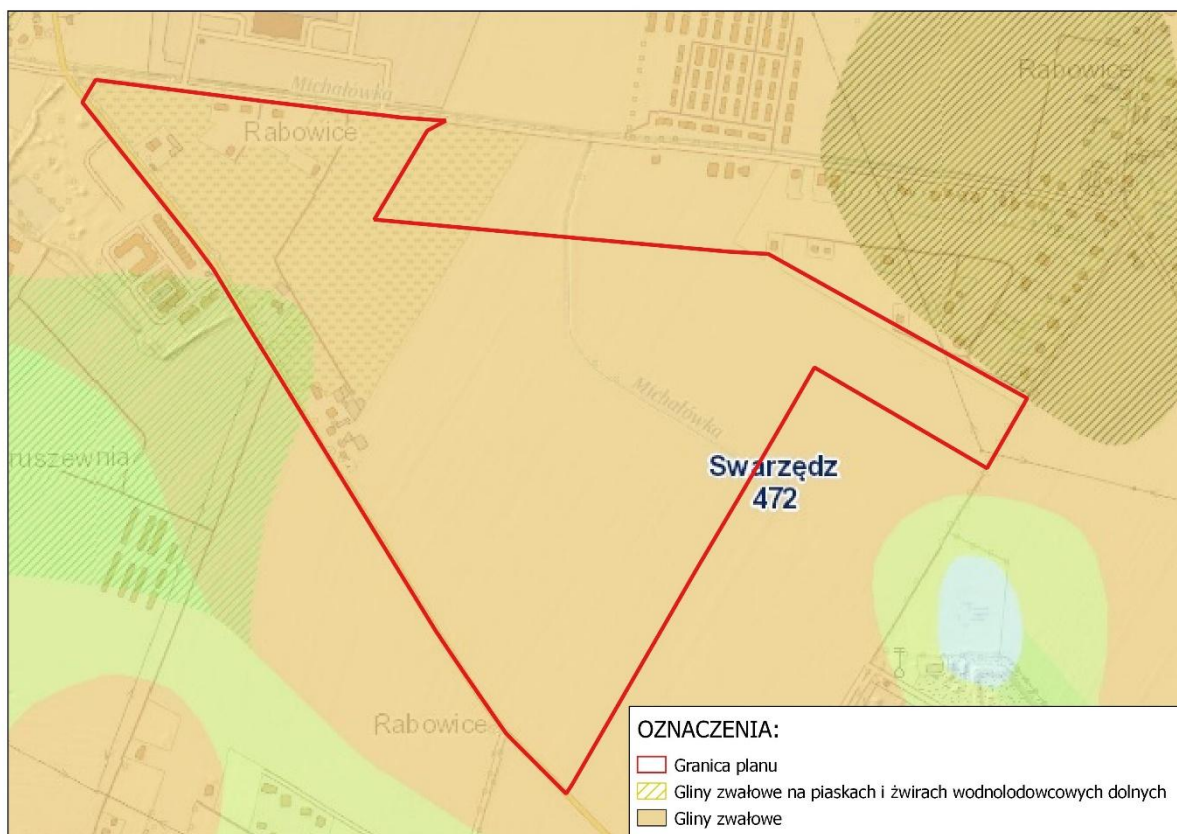 Michałówka
Rabowice
Rabowice
Michałówka
ruszewnia
Swarzędz
472
Rabowice
OZNACZENIA:
Granica planu
Gliny zwałowe na piaskach i żwirach wodnolodowcowych dolnych
Gliny zwałowe